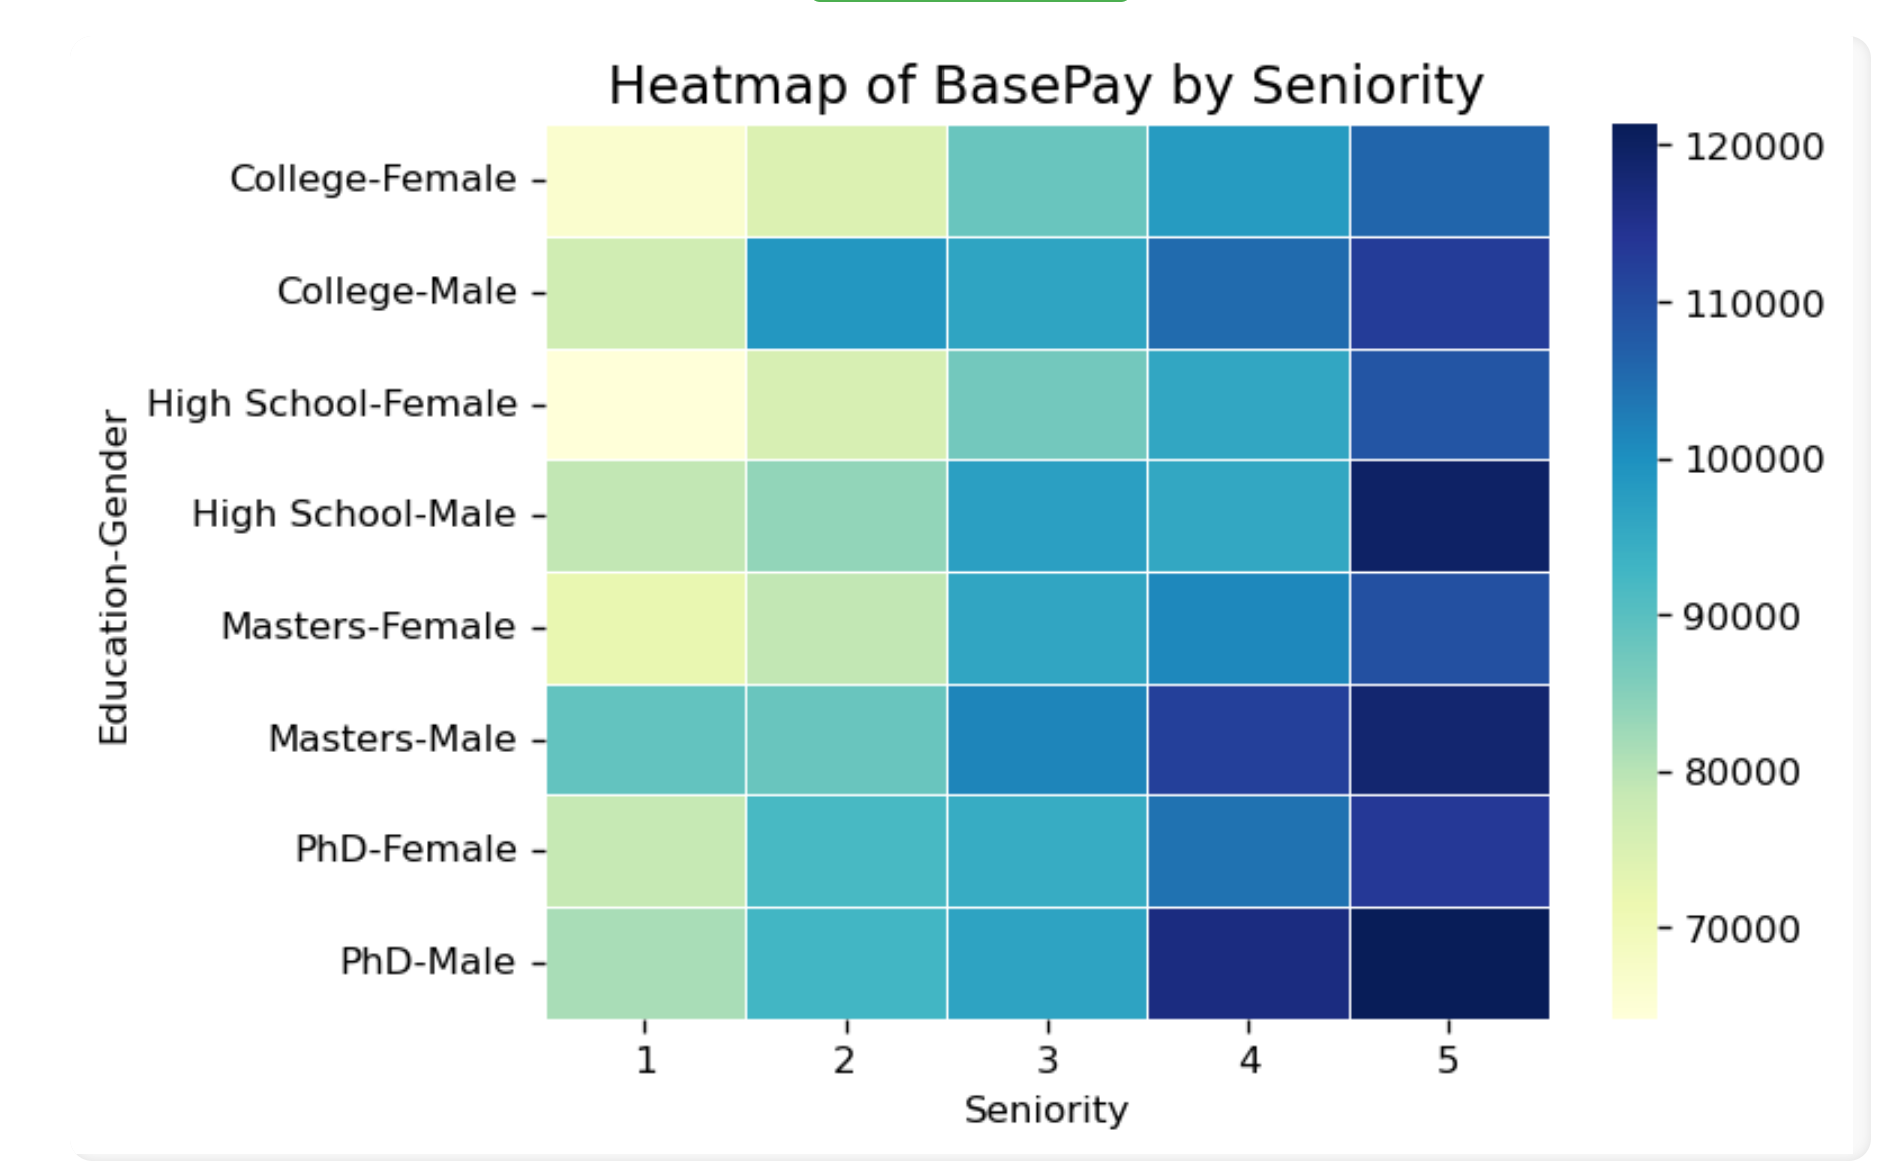 Heatmap of BasePay by Seniority
College-Female
College-Male
High School-Female
High School-Male
Masters-Female
Masters-Male
PhD-Female
PhD-Male
Education-Gender
1 2 3 4 5
Seniority
120000
110000
100000
90000
80000
70000